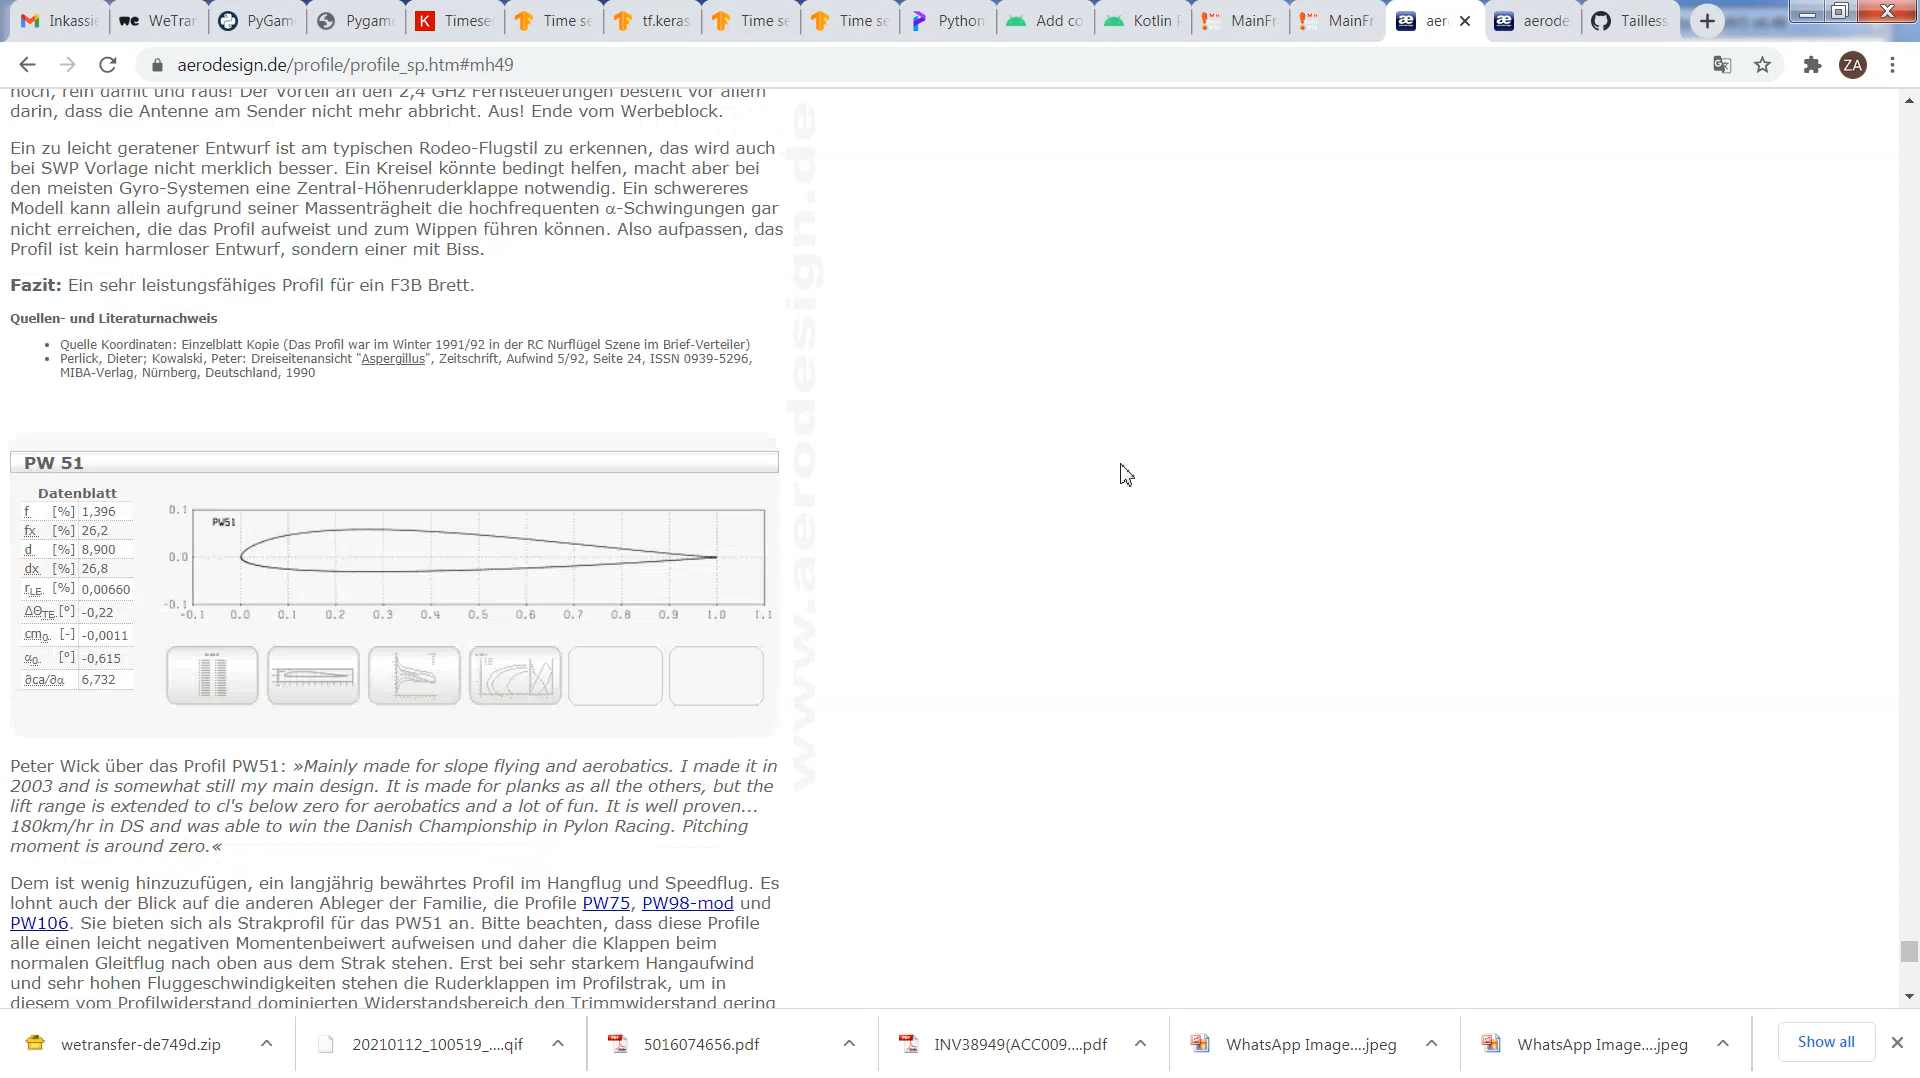 Inkassie
WeTran
PyGam
Pygam
Timese
Time se
tf.keras
Time se
Time se
Python
Add co
Kotlin
MainFr
MainFr
aer
aerode
Tailless
aerodesign.de/profile/profile_sp.htm#mh49
ZA
noch, rein damit und raus! Der Vorteil an den 2,4 GHz Fernsteuerungen besteht vor allem
darin, dass die Antenne am Sender nicht mehr abbricht. Aus! Ende vom Werbeblock.
Ein zu leicht geratener Entwurf ist am typischen Rodeo-Flugstil zu erkennen, das wird auch
bei SWP Vorlage nicht merklich besser. Ein Kreisel könnte bedingt helfen, macht aber bei
den meisten Gyro-Systemen eine Zentral-Höhenruderklappe notwendig. Ein schwereres
Modell kann allein aufgrund seiner Massenträgheit die hochfrequenten α-Schwingungen gar
nicht erreichen, die das Profil aufweist und zum Wippen führen können. Also aufpassen, das
Profil ist kein harmloser Entwurf, sondern einer mit Biss.
Fazit: Ein sehr leistungsfähiges Profil für ein F3B Brett.
Quellen- und Literaturnachweis
• Quelle Koordinaten: Einzelblatt Kopie (Das Profil war im Winter 1991/92 in der RC Nurflügel Szene im Brief-Verteiler)
• Perlick, Dieter; Kowalski, Peter: Dreiseitenansicht "Aspergillus", Zeitschrift, Aufwind 5/92, Seite 24, ISSN 0939-5296,
MIBA-Verlag, Nürnberg, Deutschland, 1990
www.aerodesign.de
PW 51
Datenblatt
f [%] 1,396
fx [%] 26,2
d [%] 8,900
dx [%] 26,8
rLE. [%] 0,00660
ΔΘTE.[°] -0,22
cm0. [-] -0,0011
α0. [°] -0,615
∂ca/∂α 6,732
PW51
0.1
0.0
-0.1
-0.1 0.0 0.1 0.2 0.3 0.4 0.5 0.6 0.7 0.8 0.9 1.0 1.1
Peter Wick über das Profil PW51: »Mainly made for slope flying and aerobatics. I made it in
2003 and is somewhat still my main design. It is made for planks as all the others, but the
lift range is extended to cl's below zero for aerobatics and a lot of fun. It is well proven...
180km/hr in DS and was able to win the Danish Championship in Pylon Racing. Pitching
moment is around zero.«
Dem ist wenig hinzuzufügen, ein langjährig bewährtes Profil im Hangflug und Speedflug. Es
lohnt auch der Blick auf die anderen Ableger der Familie, die Profile PW75, PW98-mod und
PW106. Sie bieten sich als Strakprofil für das PW51 an. Bitte beachten, dass diese Profile
alle einen leicht negativen Momentenbeiwert aufweisen und daher die Klappen beim
normalen Gleitflug nach oben aus dem Strak stehen. Erst bei sehr starkem Hangaufwind
und sehr hohen Fluggeschwindigkeiten stehen die Ruderklappen im Profilstrak, um in
diesem vom Profilwiderstand dominierten Widerstandsbereich den Trimmwiderstand gering
wetransfer-de749d.zip
20210112_100519_....qif
5016074656.pdf
INV38949(ACC009....pdf
WhatsApp Image....jpeg
WhatsApp Image....jpeg
Show all